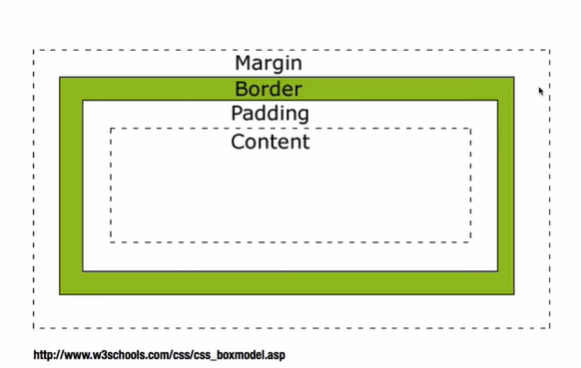 Margin
Border
Padding
Content
http://www.w3schools.com/css/css_boxmodel.asp